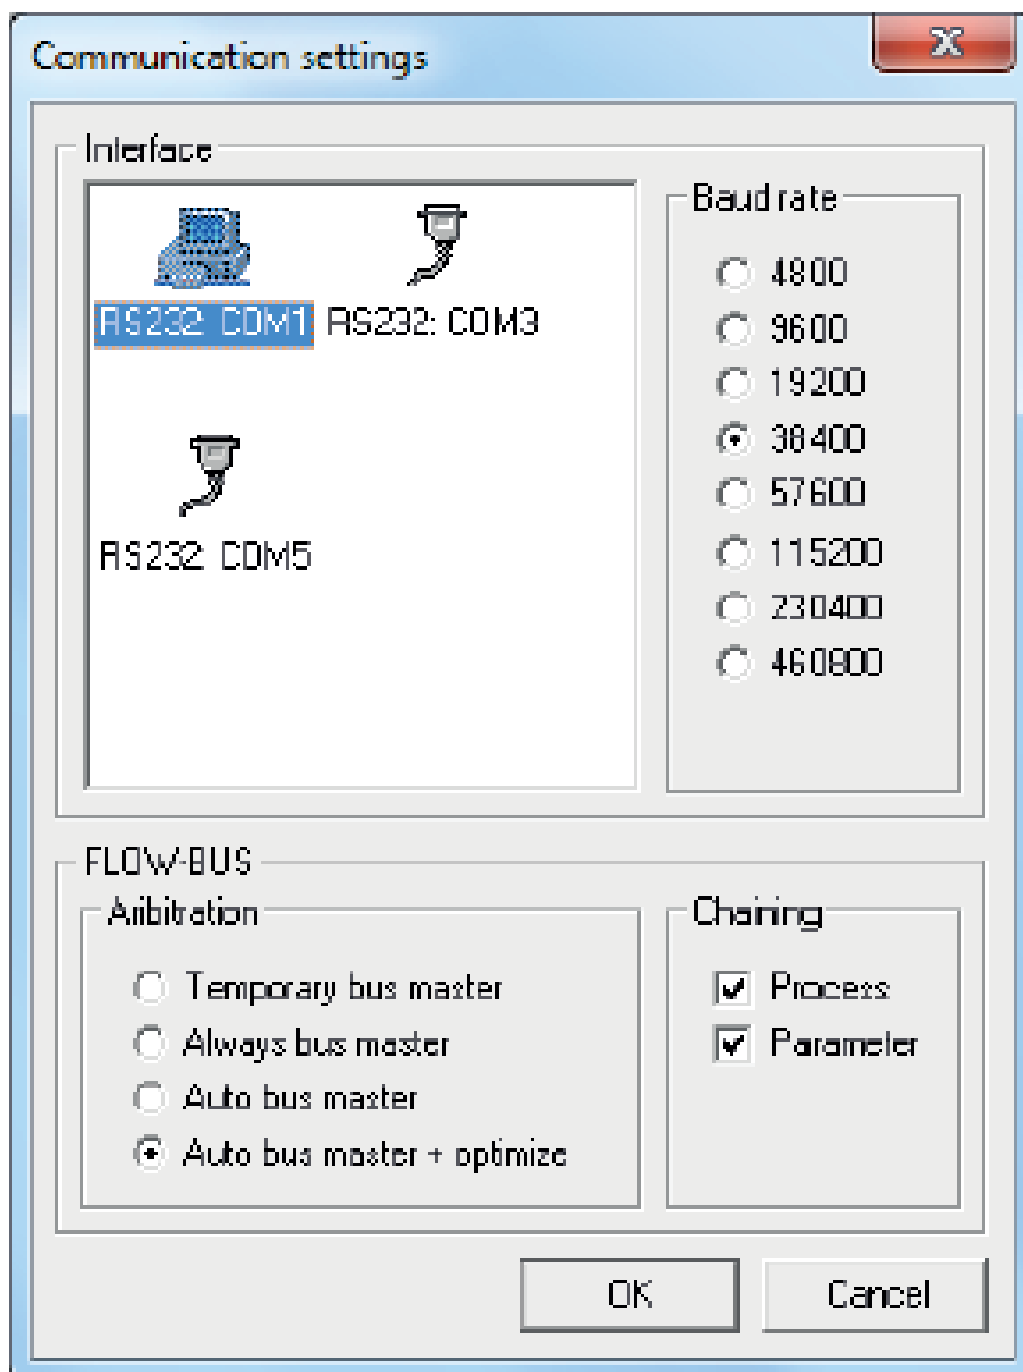 Communication settings
Interface
RS232: COM1 RS232: COM3
RS232: COM5
Baud rate
4800
9600
19200
38400
57600
115200
230400
460800
FLOW-BUS
Aribitration
Temporary bus master
Always bus master
Auto bus master
Auto bus master + optimize
Chaining
Process
Parameter
OK Cancel